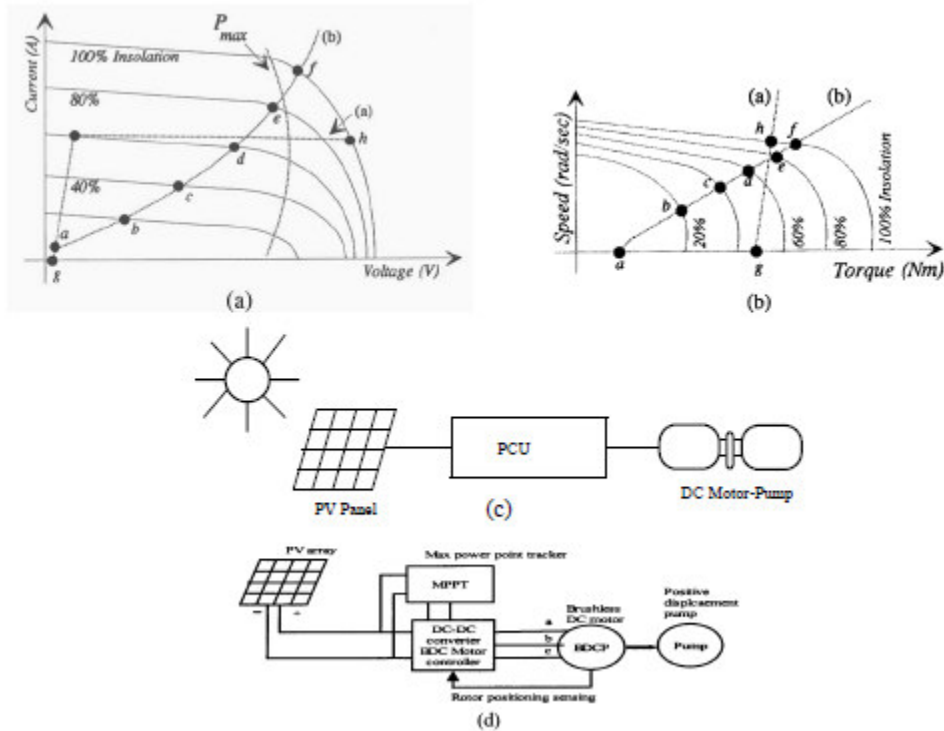 Current (A)
P max
(b)
100% Insolation
f
80%
e
(a)
h
d
40%
c
b
a
g
Voltage (V)
(a)
Speed (rad/sec)
(a)
(b)
h
f
e
d
c
b
20%
60%
80%
100% Insolation
a
g
Torque (Nm)
(b)
PV Panel
PCU
DC Motor-Pump
(c)
PV array
- +
Max power point tracker
MPPT
DC-DC
converter
BDC Motor
controller
a
b
c
Brushless
DC motor
BDCP
Positive
displcaement
pump
Pump
Rotor positioning sensing
(d)